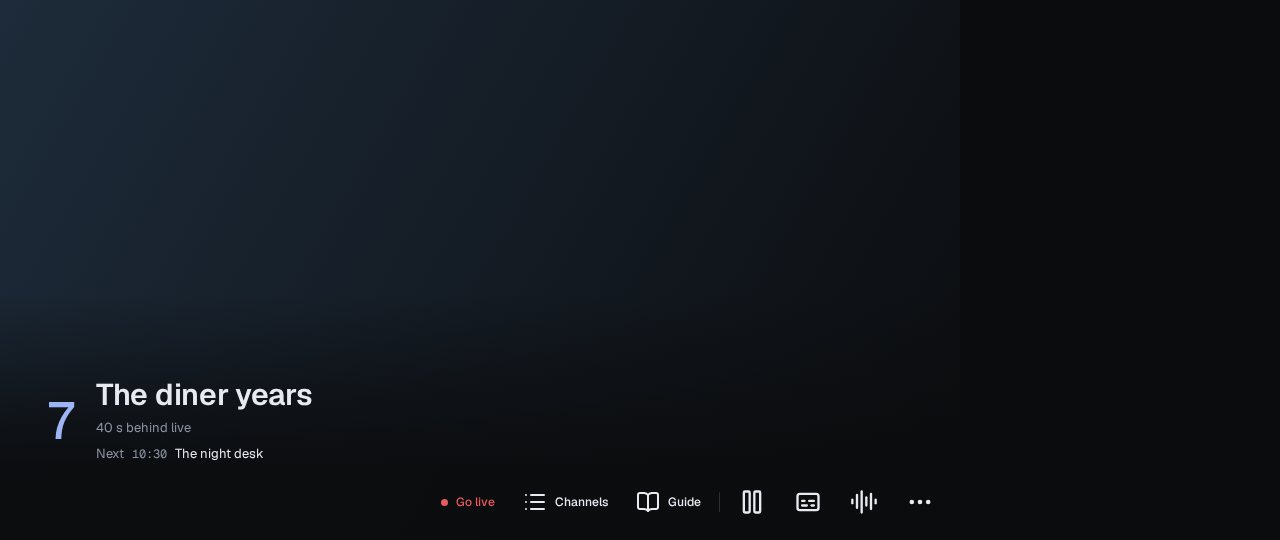 7
The diner years
40 s behind live
Next 10:30 The night desk
Go live Channels Guide